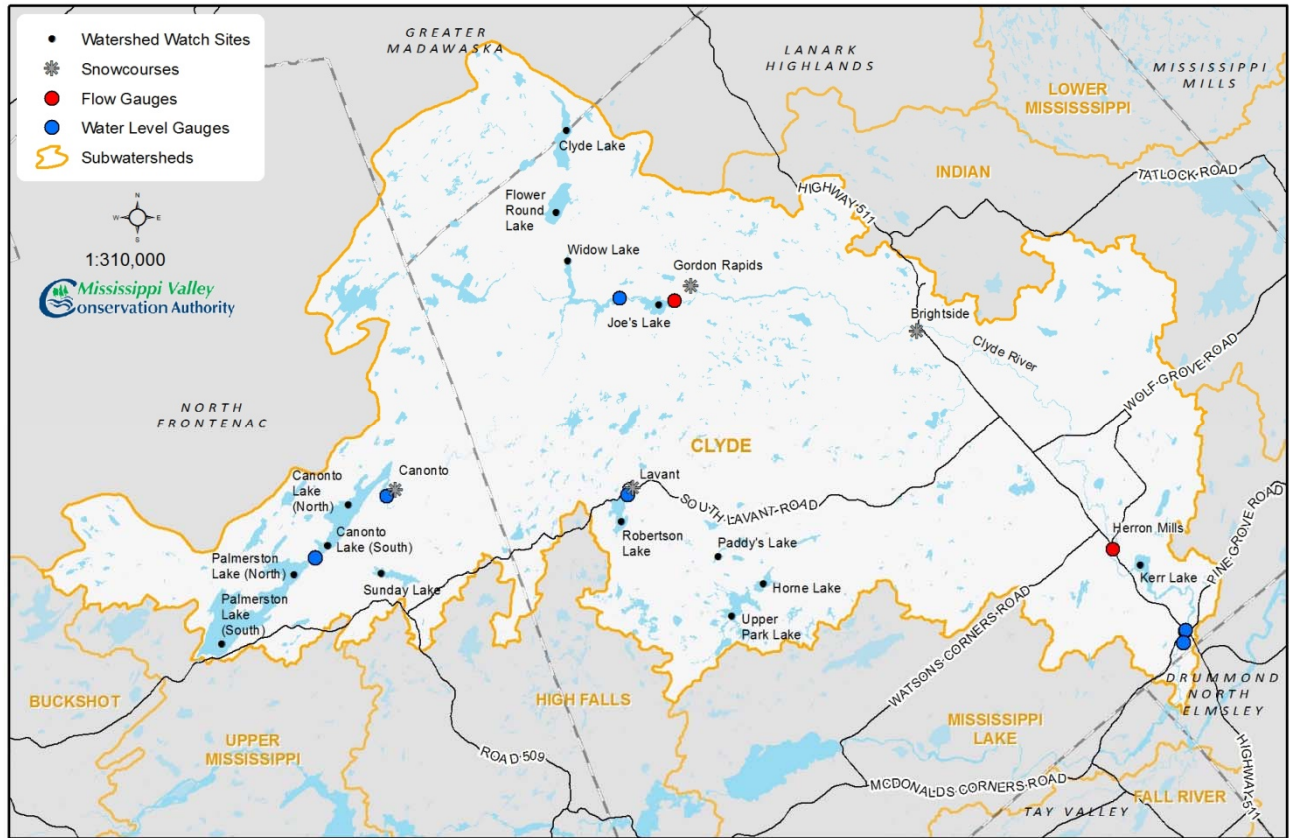 Watershed Watch Sites
Snowcourses
Flow Gauges
Water Level Gauges
Subwatersheds
N
W
E
S
1:310,000
Mississippi Valley
Conservation Authority
GREATER
MADAWASKA
LANARK
HIGHLANDS
MISSISSIPPI
MILLS
LOWER
MISSISSSIPPI
INDIAN
TATLOCK ROAD
HIGHWAY 511
Clyde Lake
Flower
Round
Lake
Widow Lake
Gordon Rapids
Joe's Lake
Brightside
Clyde River
WOLF GROVE ROAD
NORTH
FRONTENAC
CLYDE
Canonto
Canonto
Lake
(North)
Canonto
Lake (South)
Palmerston
Lake (North)
Palmerston
Lake
(South)
Sunday Lake
Lavant
SOUTH LAVANT ROAD
Robertson
Lake
Paddy's Lake
Horne Lake
Upper
Park Lake
Herron Mills
Kerr Lake
PINE GROVE ROAD
WATSONS CORNERS ROAD
DRUMMOND
NORTH
ELMSLEY
BUCKSHOT
UPPER
MISSISSIPPI
HIGH FALLS
ROAD 509
MISSISSIPPI
LAKE
MCDONALDS CORNERS ROAD
HIGHWAY 511
FALL RIVER
TAY VALLEY